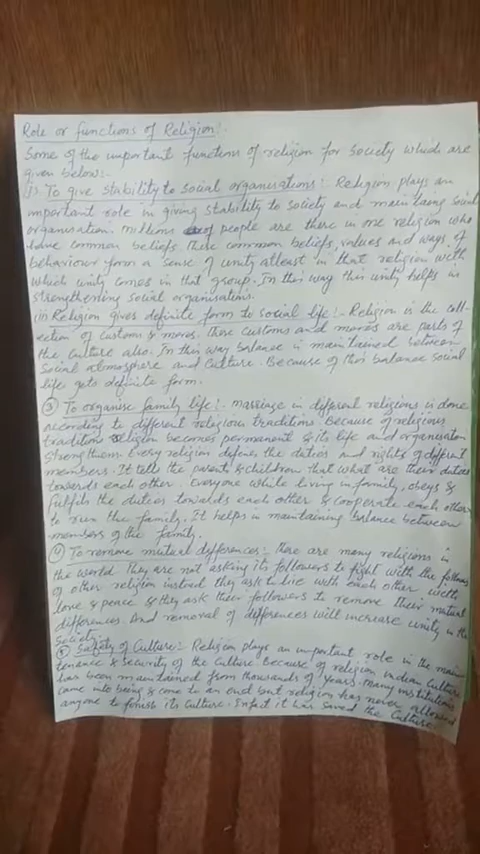 Role or functions of Religion:-
Some of the important functions of religion for society which are
given below:-
(i) To give stability to social organisations:- Religion plays an
important role in giving stability to society and maintaing social
organisation. Millions of people are there in one religion who
have common beliefs these common beliefs, values and ways of
behaviour form a sense of unity atleast in that religion with
which unity comes in that group. In this way this unity helps in
strengthening social organisations.
(ii) Religion gives definite form to social life:- Religion is the coll-
ection of customs & mores. These customs and mores are parts of
the culture also. In this way balance is maintained between
social atmosphere and culture. Because of this balance social
life gets definite form.
③ To organise family life:- Marriage in different religions is done
according to different religious traditions. Because of religious
traditions religion becomes permanent & its life and organisation
strengthens. Every religion defines the duties and rights of different
members. It tells the parents & children that what are their duties
towards each other. Everyone while living in family, obeys &
fulfils the duties towards each other & cooperate each other
to run the family. It helps in maintaining balance between
members of the family.
④ To remove mutual differences:- There are many religions in
the world. They are not asking its followers to fight with the follows
of other religion instead they ask to live with each other with
love & peace & they ask their followers to remove their mutual
differences. And removal of differences will increase unity in the
society.
Safety of Culture:- Religion plays an important role in the main-
tenance & security of the culture. Because of religion Indian culture
has been maintained from thousands of years. Many institutions
came into being & come to an end but religion has never allowed
anyone to its culture. Infact it has saved the culture.